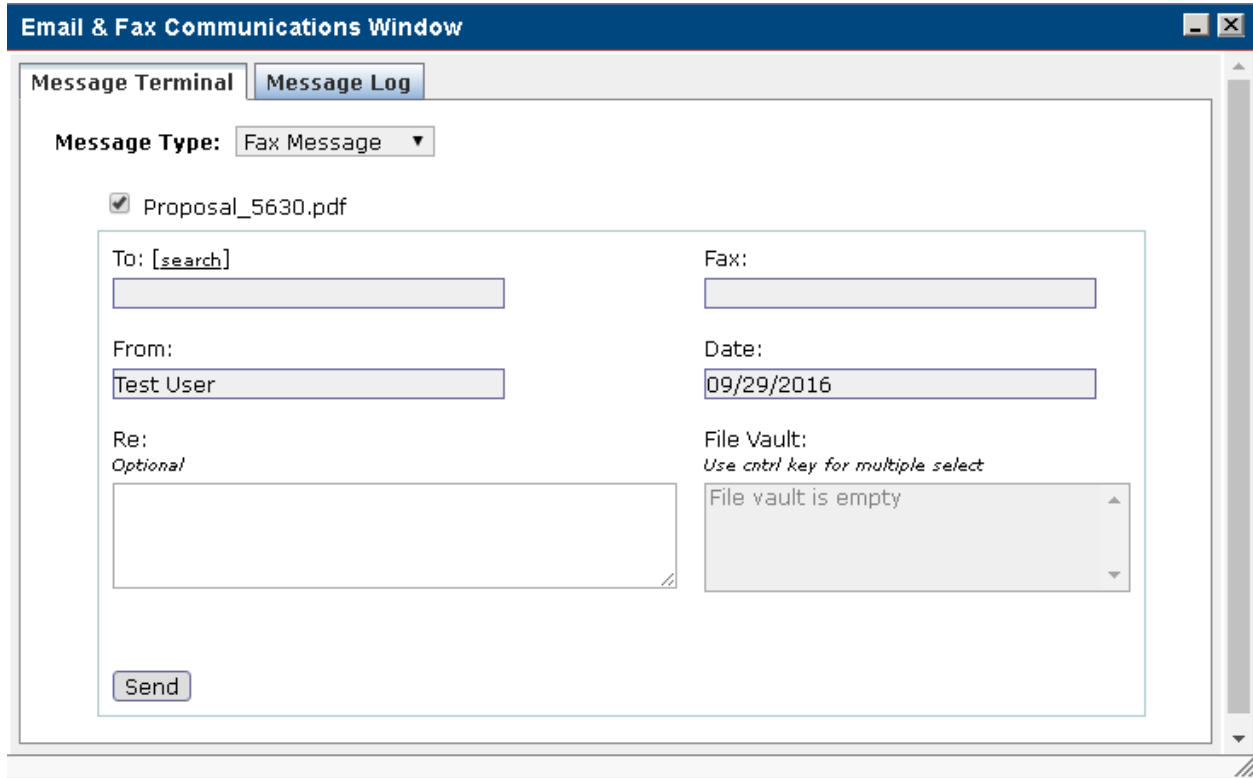 Email & Fax Communications Window
Message Terminal Message Log
Message Type: Fax Message
Proposal_5630.pdf
To: [search] Fax:
From: Date:
Test User 09/29/2016
Re: File Vault:
Optional Use cntrl key for multiple select
File vault is empty
Send